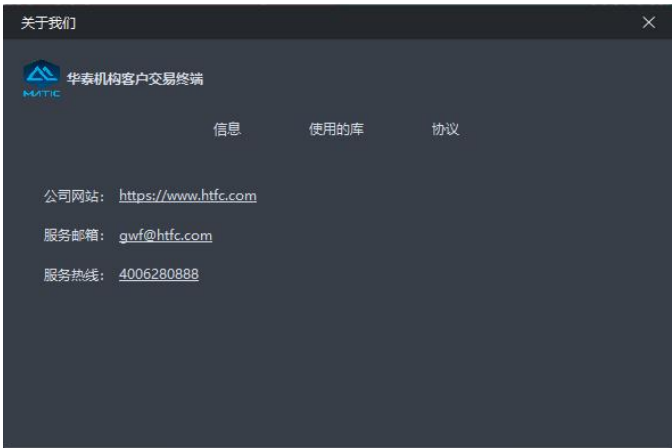 关于我们
华泰机构客户交易终端
MATIC
信息 使用的库 协议
公司网站： https://www.htfc.com
服务邮箱： gwf@htfc.com
服务热线： 4006280888